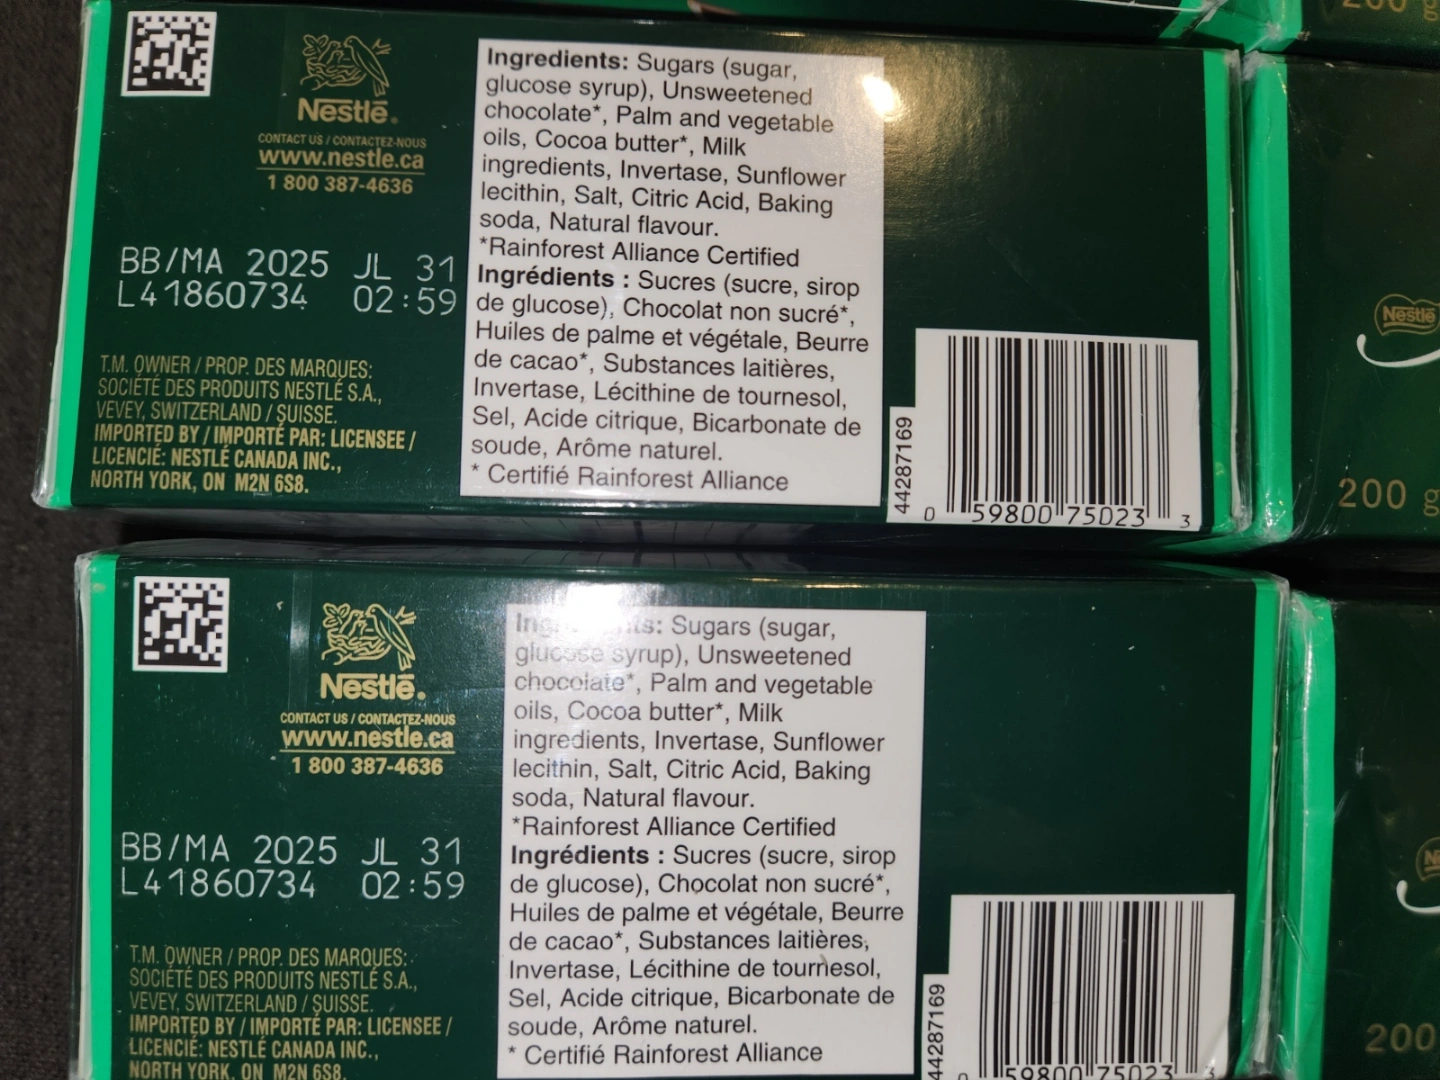 200 g
Nestlé®
CONTACT US / CONTACTEZ-NOUS
www.nestle.ca
1 800 387-4636
BB/MA 2025 JL 31
L41860734 02:59
T.M. OWNER / PROP. DES MARQUES:
SOCIÉTÉ DES PRODUITS NESTLÉ S.A.,
VEVEY, SWITZERLAND / SUISSE.
IMPORTED BY / IMPORTÉ PAR: LICENSEE /
LICENCIÉ: NESTLÉ CANADA INC.,
NORTH YORK, ON M2N 6S8.
Ingredients: Sugars (sugar,
glucose syrup), Unsweetened
chocolate*, Palm and vegetable
oils, Cocoa butter*, Milk
ingredients, Invertase, Sunflower
lecithin, Salt, Citric Acid, Baking
soda, Natural flavour.
*Rainforest Alliance Certified
Ingrédients : Sucres (sucre, sirop
de glucose), Chocolat non sucré*,
Huiles de palme et végétale, Beurre
de cacao*, Substances laitières,
Invertase, Lécithine de tournesol,
Sel, Acide citrique, Bicarbonate de
soude, Arôme naturel.
* Certifié Rainforest Alliance
44287169
0 59800 75023 3
Nestlé
200 g
Nestlé®
CONTACT US / CONTACTEZ-NOUS
www.nestle.ca
1 800 387-4636
BB/MA 2025 JL 31
L41860734 02:59
T.M. OWNER / PROP. DES MARQUES:
SOCIÉTÉ DES PRODUITS NESTLÉ S.A.,
VEVEY, SWITZERLAND / SUISSE.
IMPORTED BY / IMPORTÉ PAR: LICENSEE /
LICENCIÉ: NESTLÉ CANADA INC.,
NORTH YORK, ON M2N 6S8.
Sugars (sugar,
glucose syrup), Unsweetened
chocolate*, Palm and vegetable
oils, Cocoa butter*, Milk
ingredients, Invertase, Sunflower
lecithin, Salt, Citric Acid, Baking
soda, Natural flavour.
*Rainforest Alliance Certified
Ingrédients : Sucres (sucre, sirop
de glucose), Chocolat non sucré*,
Huiles de palme et végétale, Beurre
de cacao*, Substances laitières,
Invertase, Lécithine de tournesol,
Sel, Acide citrique, Bicarbonate de
soude, Arôme naturel.
* Certifié Rainforest Alliance
44287169
0 59800 75023 3
200